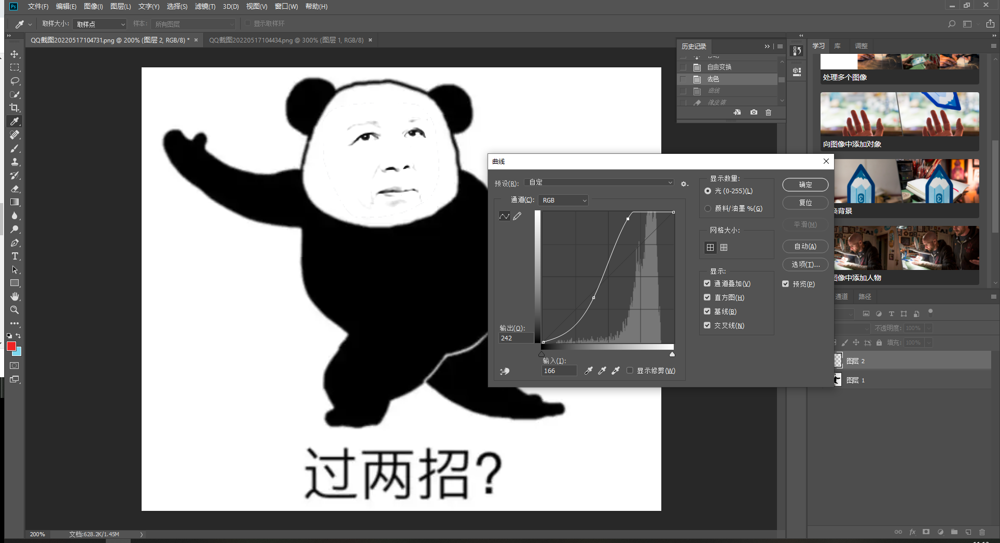 Ps 文件(F) 编辑(E) 图像(I) 图层(L) 文字(Y) 选择(S) 滤镜(T) 3D(D) 视图(V) 窗口(W) 帮助(H)
取样大小: 取样点 样本: 所有图层 显示取样环
QQ截图20220517104731.png @ 200% (图层 2, RGB/8) * × QQ截图20220517104434.png @ 300% (图层 1, RGB/8) ×
历史记录
自由变换
去色
曲线
橡皮擦
学习 库 调整
处理多个图像
向图像中添加对象
换背景
图像中添加人物
曲线
预设(R): 自定
通道(C): RGB
输出(O):
242
输入(I):
166
显示修剪(W)
显示数量:
光 (0-255)(L)
颜料/油墨 %(G)
网格大小:
显示:
通道叠加(V)
直方图(H)
基线(B)
交叉线(N)
确定
复位
平滑(M)
自动(A)
选项(T)...
预览(P)
通道 路径
不透明度: 100%
填充: 100%
图层 2
图层 1
过两招?
200% 文档:628.2K/1.45M